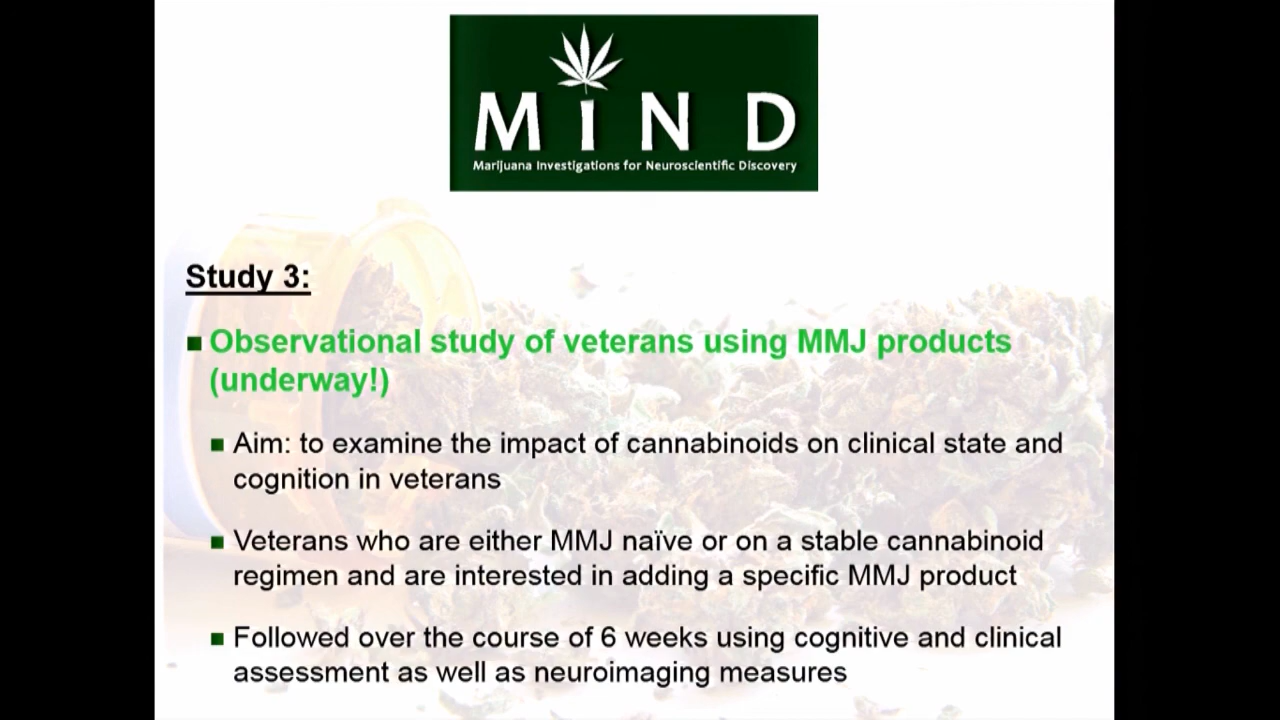 MIND
Marijuana Investigations for Neuroscientific Discovery
Study 3:
Observational study of veterans using MMJ products
(underway!)
Aim: to examine the impact of cannabinoids on clinical state and
cognition in veterans
Veterans who are either MMJ naïve or on a stable cannabinoid
regimen and are interested in adding a specific MMJ product
Followed over the course of 6 weeks using cognitive and clinical
assessment as well as neuroimaging measures